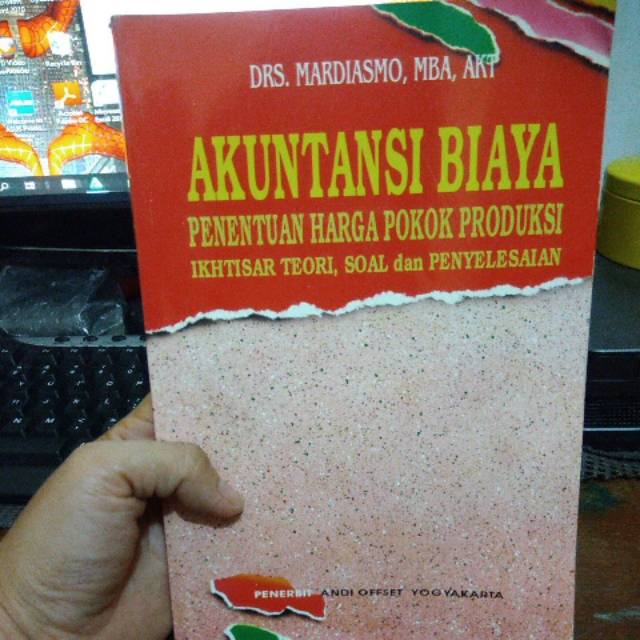 DRS. MARDIASMO, MBA, AKT
AKUNTANSI BIAYA
PENENTUAN HARGA POKOK PRODUKSI
IKHTISAR TEORI, SOAL dan PENYELESAIAN
PENERBIT ANDI OFFSET YOGYAKARTA